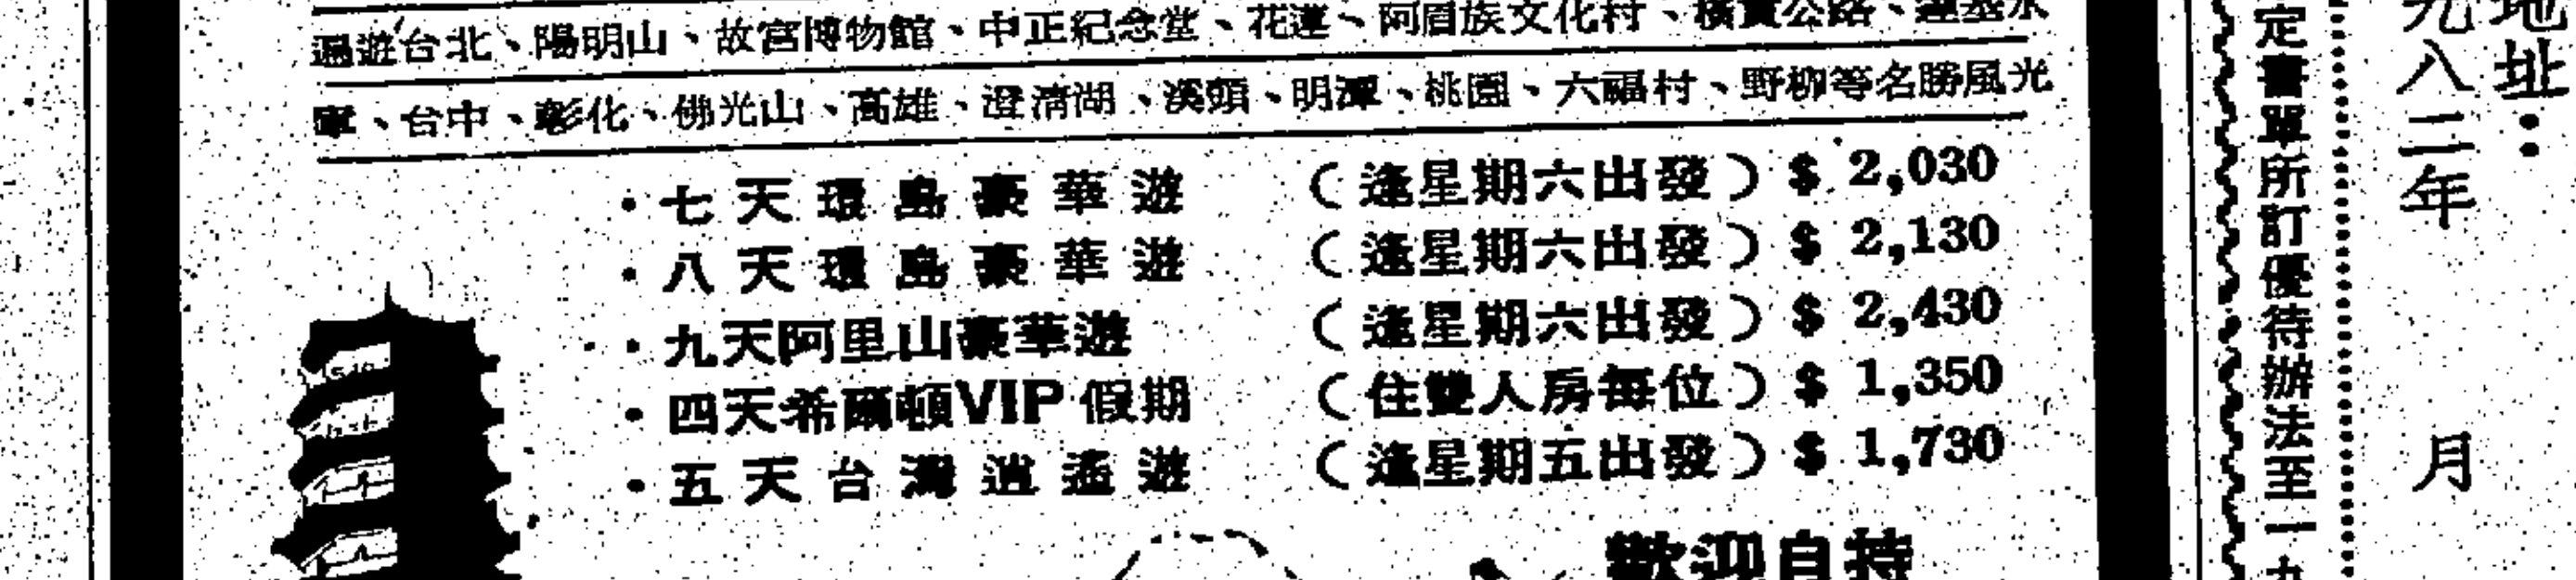 遍遊台北、陽明山、故宮博物館、中正紀念堂、花蓮、阿眉族文化村、橫貫公路、達基水
庫、台中、彰化、佛光山、高雄、澄清湖、溪頭、明潭、桃園、六福村、野柳等名勝風光
・七天環島豪華遊 (逢星期六出發) $ 2,030
・八天環島豪華遊 (逢星期六出發) $ 2,130
・九天阿里山豪華遊 (逢星期六出發) $ 2,430
・四天希爾頓VIP假期 (住雙人房每位) $ 1,350
・五天台灣逍遙遊 (逢星期五出發) $ 1,730
歡迎自持
地址：
九八二年 月
定書單所訂優待辦法至一九